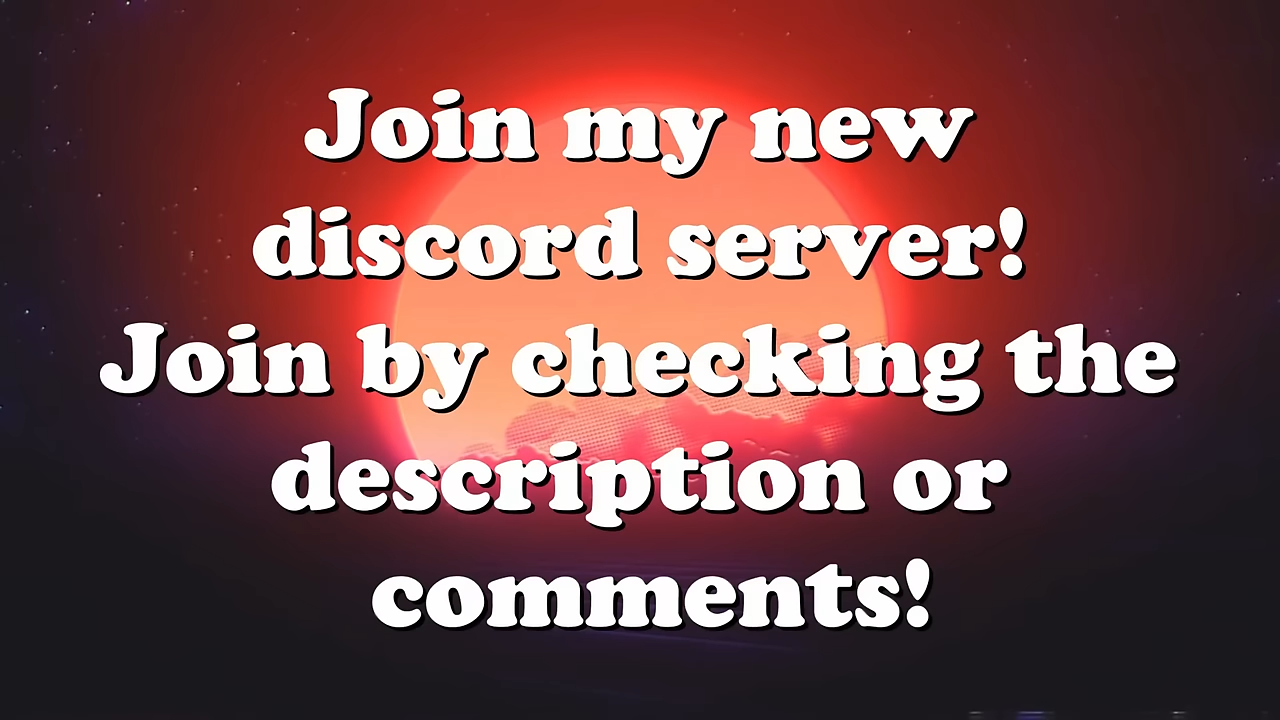 Join my new
discord server!
Join by checking the
description or
comments!